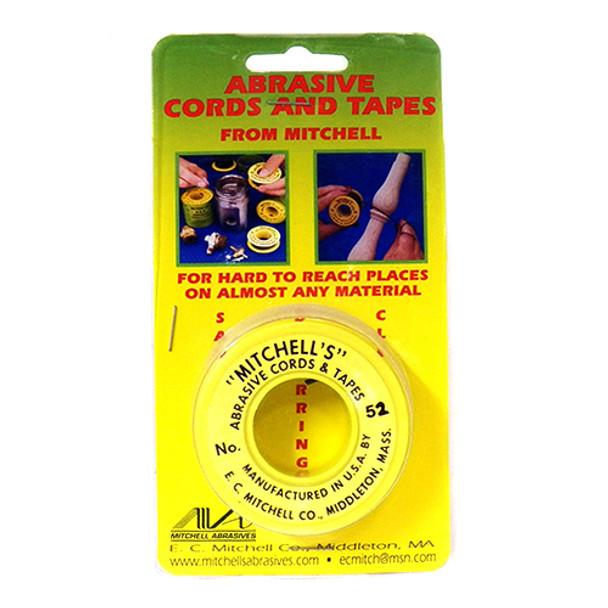 ABRASIVE
CORDS AND TAPES
FROM MITCHELL
FOR HARD TO REACH PLACES
ON ALMOST ANY MATERIAL
"MITCHELL'S"
ABRASIVE CORDS & TAPES
No. 52
MANUFACTURED IN U.S.A. BY
E. C. MITCHELL CO., MIDDLETON, MASS.
MITCHELL ABRASIVES
E. C. Mitchell Co., Middleton, MA
www.mitchellsabrasives.com • ecmitch@msn.com